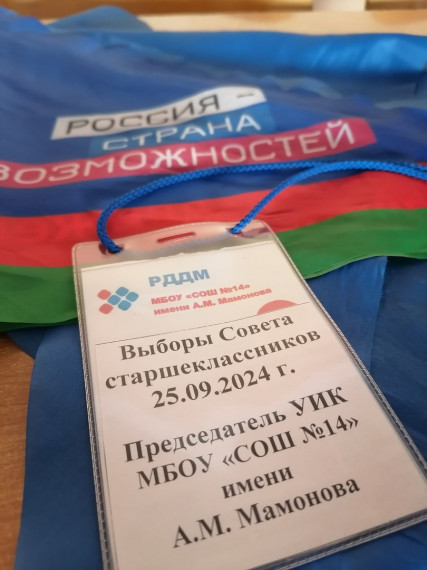 РОССИЯ –
СТРАНА
ВОЗМОЖНОСТЕЙ
РДДМ
МБОУ «СОШ №14»
имени А.М. Мамонова
Выборы Совета
старшеклассников
25.09.2024 г.
Председатель УИК
МБОУ «СОШ №14»
имени
А.М. Мамонова